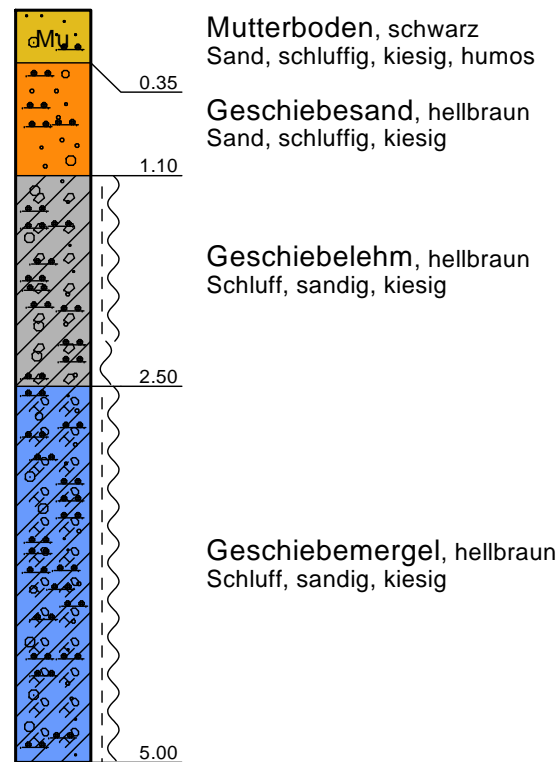 Mu
Mutterboden, schwarz
Sand, schluffig, kiesig, humos
0.35
Geschiebesand, hellbraun
Sand, schluffig, kiesig
1.10
Geschiebelehm, hellbraun
Schluff, sandig, kiesig
2.50
Geschiebemergel, hellbraun
Schluff, sandig, kiesig
5.00